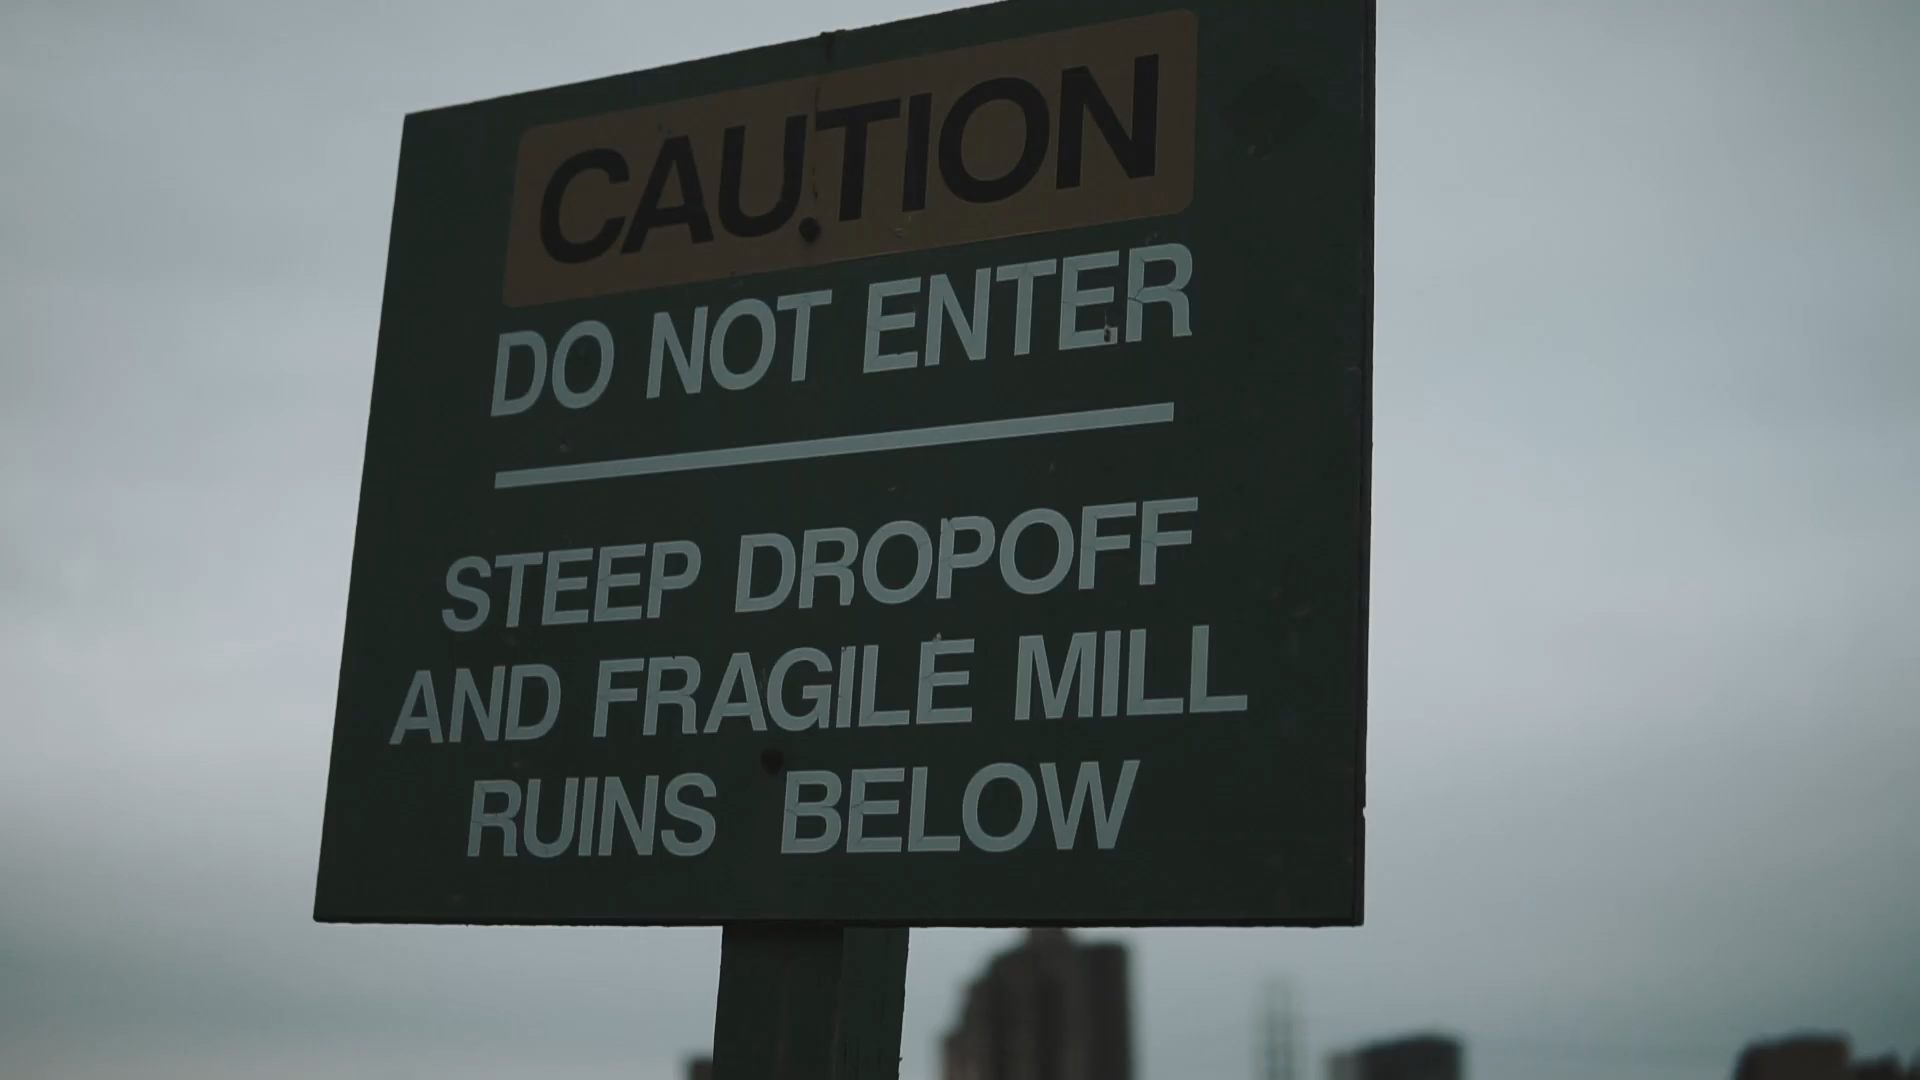 CAUTION
DO NOT ENTER
STEEP DROPOFF
AND FRAGILE MILL
RUINS BELOW